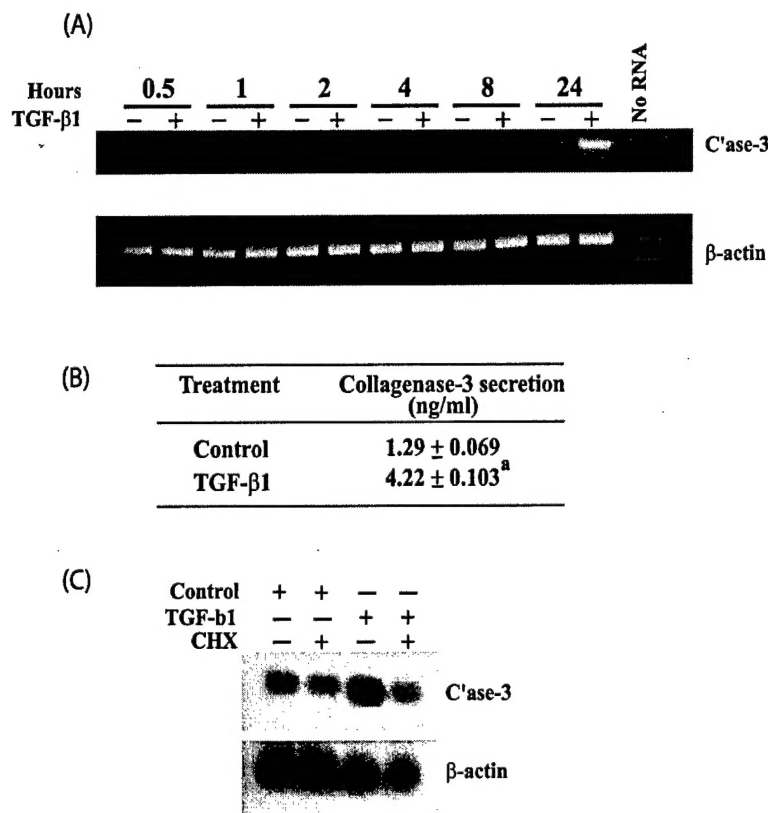 (A)
Hours 0.5 1 2 4 8 24 No RNA
TGF-β1 − + − + − + − + − + − +
C'ase-3
β-actin
(B)
Treatment Collagenase-3 secretion
(ng/ml)
Control 1.29 ± 0.069
TGF-β1 4.22 ± 0.103a
(C)
Control + + − −
TGF-b1 − − + +
CHX − + − +
C'ase-3
β-actin